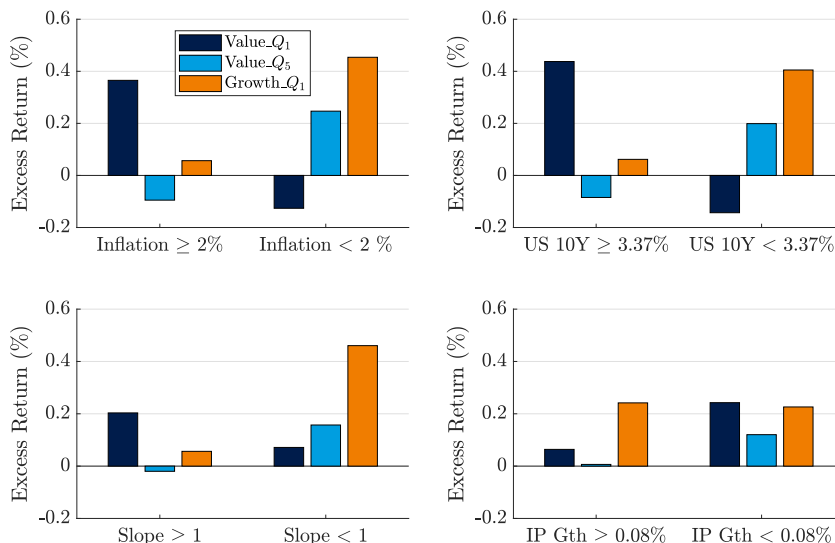 Excess Return (%)
0.6
0.4
0.2
0
-0.2
Value_Q1
Value_Q5
Growth_Q1
Inflation ≥ 2%
Inflation < 2 %
Excess Return (%)
0.6
0.4
0.2
0
-0.2
US 10Y ≥ 3.37%
US 10Y < 3.37%
Excess Return (%)
0.6
0.4
0.2
0
-0.2
Slope > 1
Slope < 1
Excess Return (%)
0.6
0.4
0.2
0
-0.2
IP Gth > 0.08%
IP Gth < 0.08%